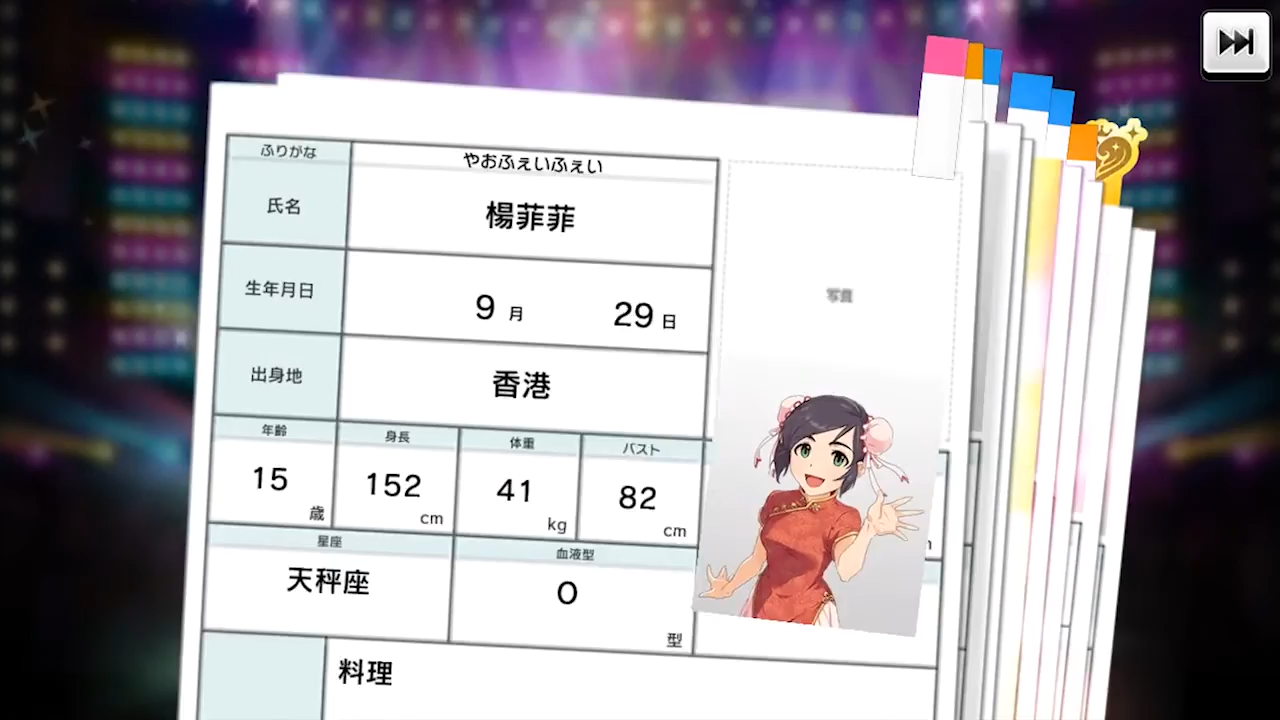 ふりがな
やおふぇいふぇい
氏名
楊菲菲
写真
生年月日
9 月 29 日
出身地
香港
年齢 身長 体重 バスト
15 歳 152 cm 41 kg 82 cm
星座 血液型
天秤座 O 型
料理